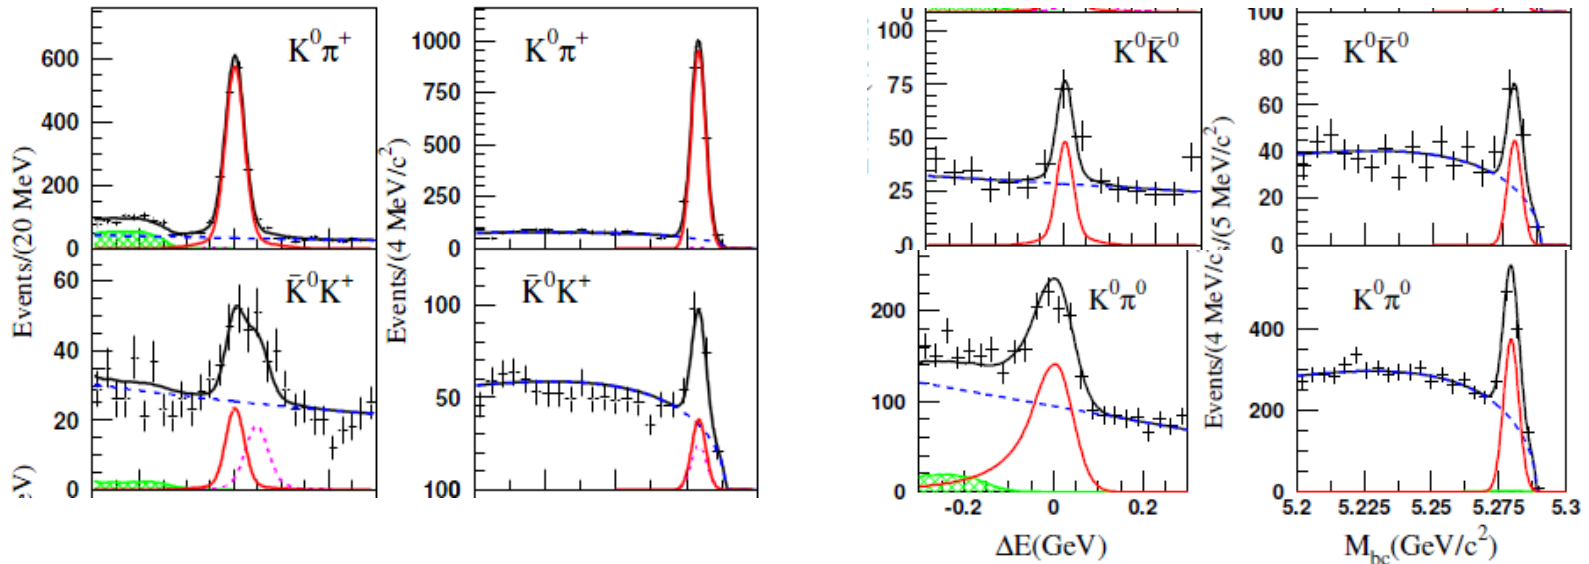 K⁰π⁺
K⁰π⁺
K⁰K̄⁰
K⁰K̄⁰
600
400
200
0
Events/(20 MeV)
1000
750
500
250
0
Events/(4 MeV/c²)
100
75
50
25
0
100
80
60
40
20
0
/(5 MeV/c²)
K̄⁰K⁺
K̄⁰K⁺
K⁰π⁰
K⁰π⁰
60
40
20
0
100
50
100
200
100
0
400
200
0
Events/(4 MeV/c
-0.2 0 0.2
5.2 5.225 5.25 5.275 5.3
ΔE(GeV)
M_bc(GeV/c²)